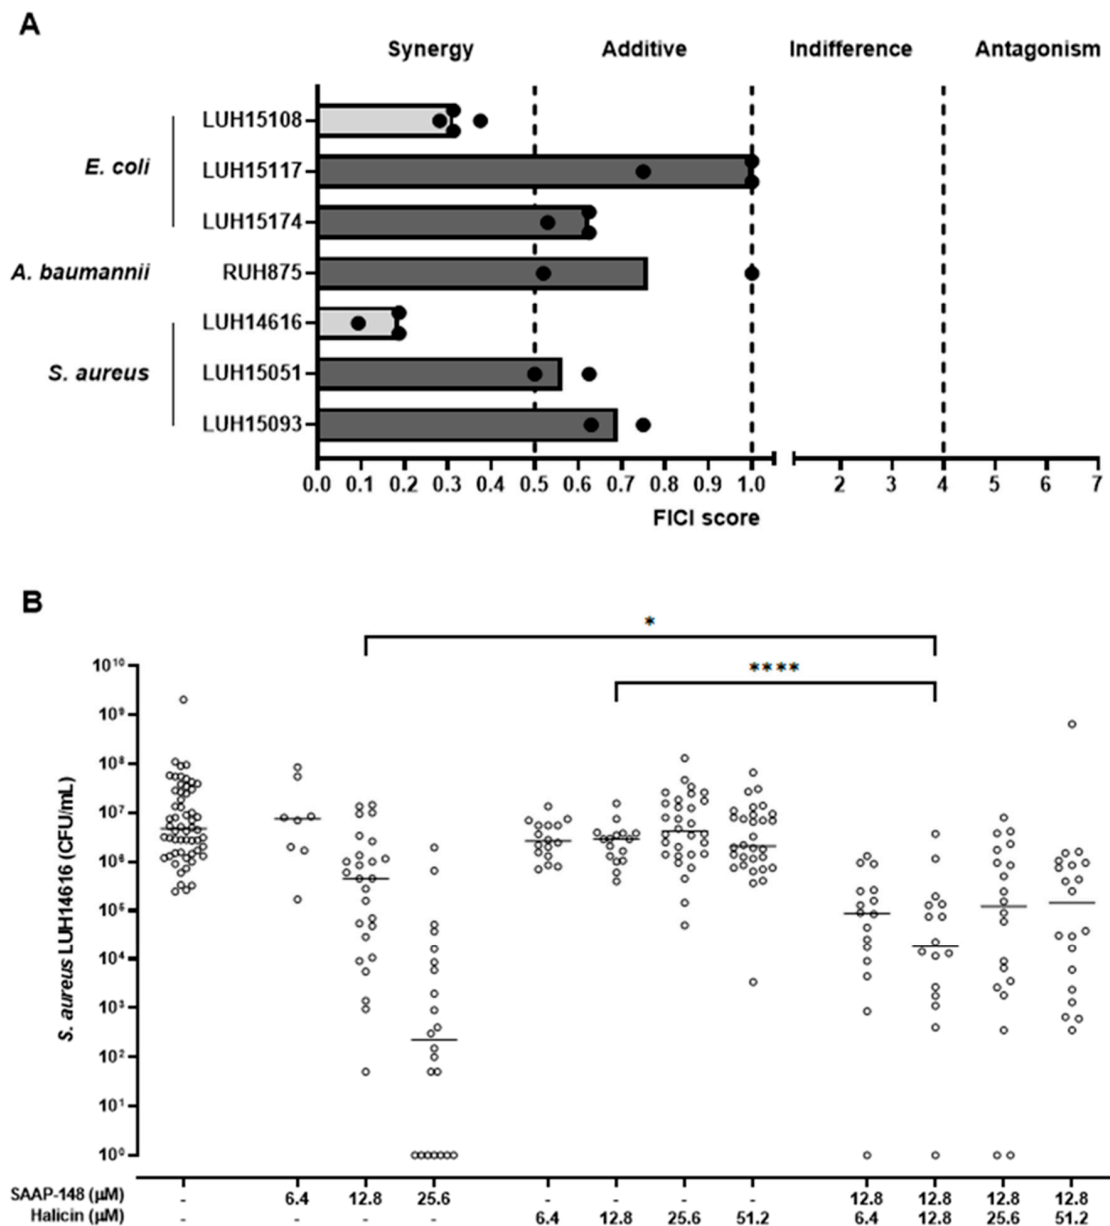 A
Synergy Additive Indifference Antagonism
LUH15108
E. coli LUH15117
LUH15174
A. baumannii RUH875
LUH14616
S. aureus LUH15051
LUH15093
0.0 0.1 0.2 0.3 0.4 0.5 0.6 0.7 0.8 0.9 1.0 2 3 4 5 6 7
FICI score
B
*
****
10¹⁰
10⁹
10⁸
10⁷
10⁶
10⁵
10⁴
10³
10²
10¹
10⁰
S. aureus LUH14616 (CFU/mL)
SAAP-148 (μM) - 6.4 12.8 25.6 - - - - 12.8 12.8 12.8 12.8
Halicin (μM) - - - - 6.4 12.8 25.6 51.2 6.4 12.8 25.6 51.2